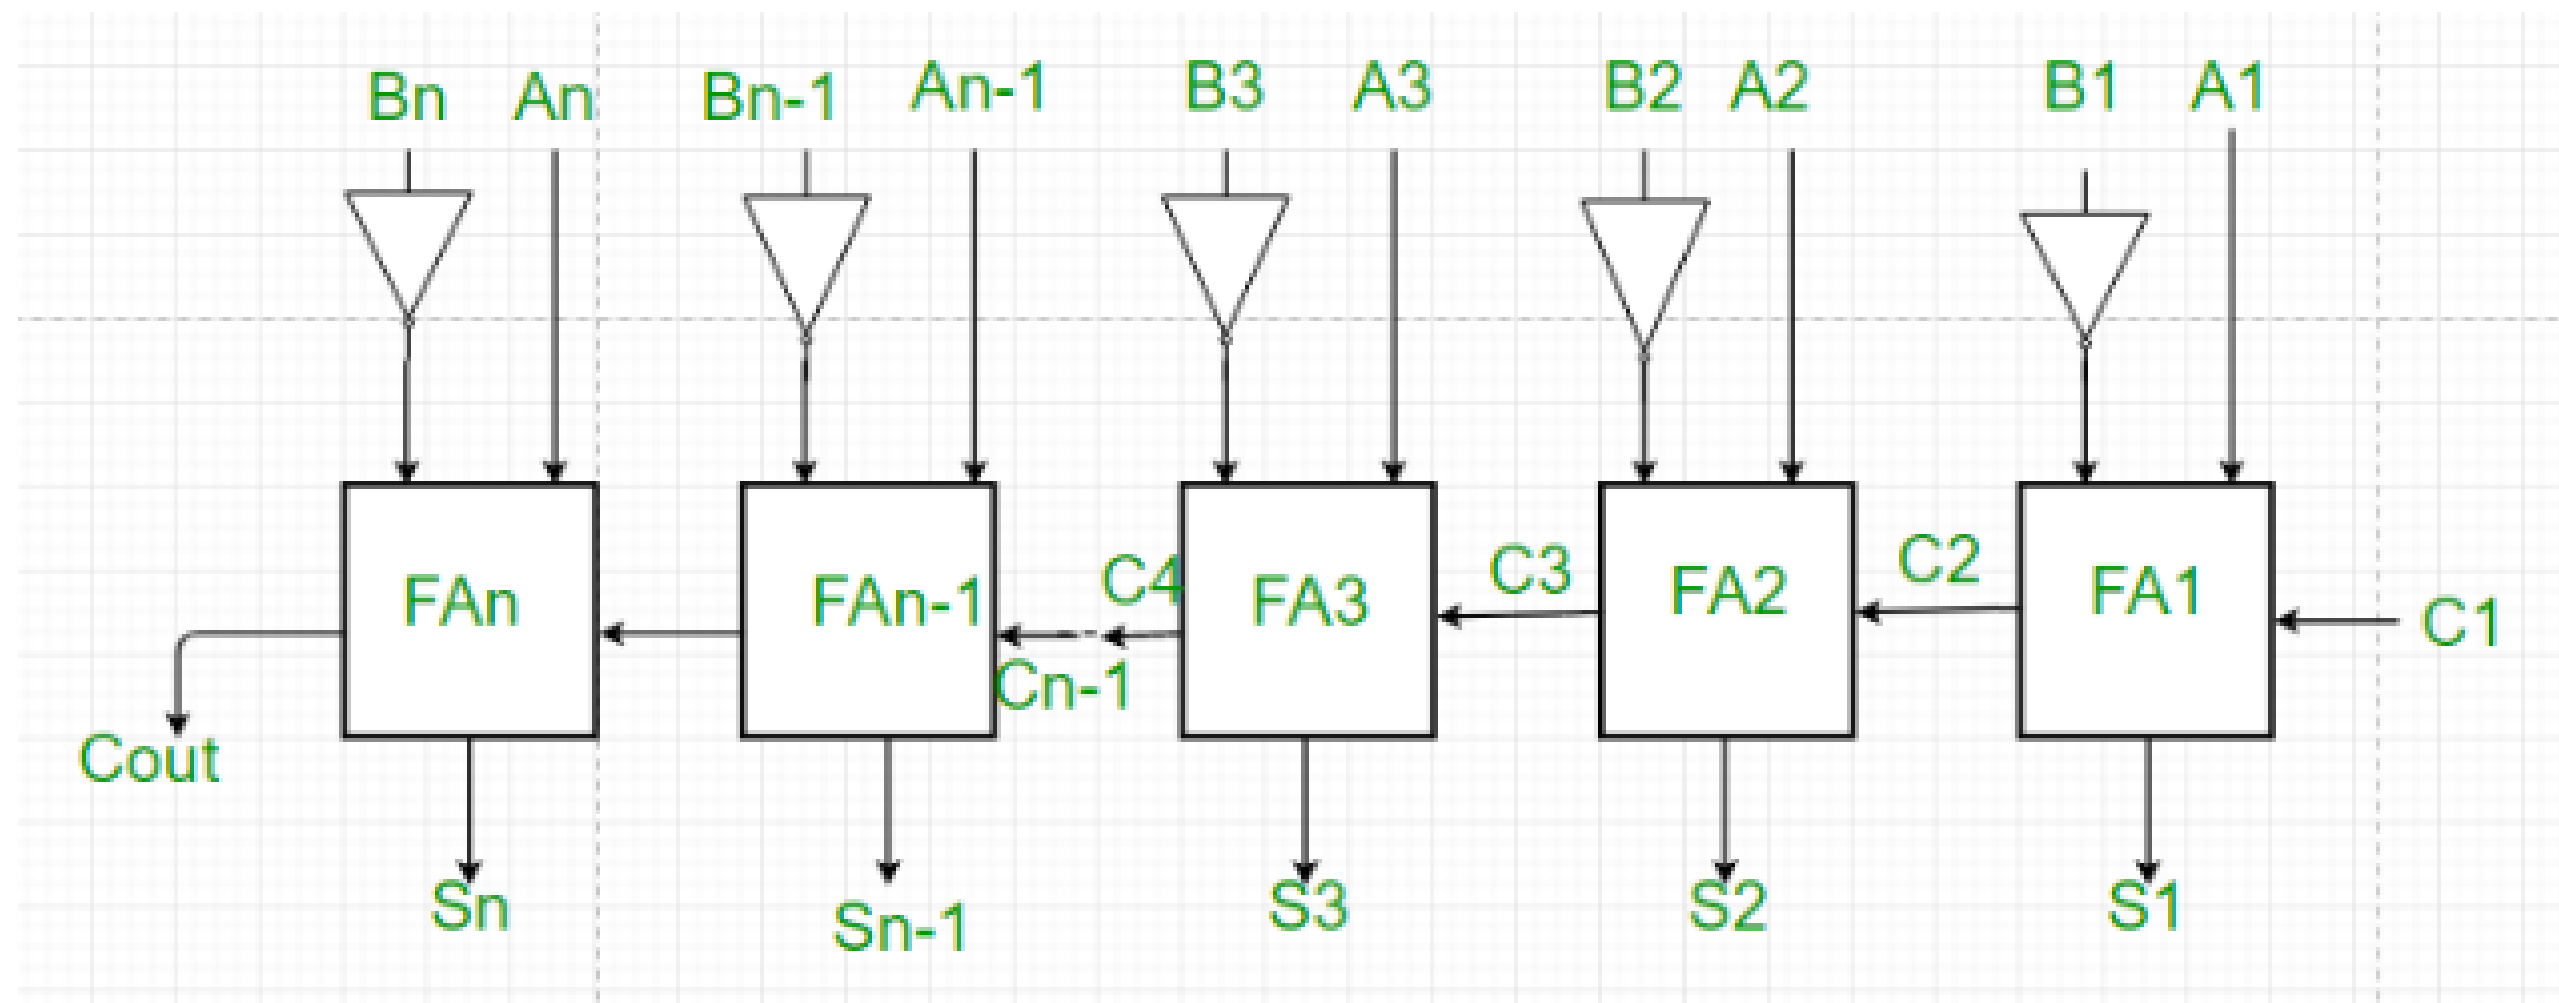 Bn An Bn-1 An-1 B3 A3 B2 A2 B1 A1
FAn FAn-1 C4 FA3 C3 FA2 C2 FA1 C1
Cn-1
Cout
Sn Sn-1 S3 S2 S1